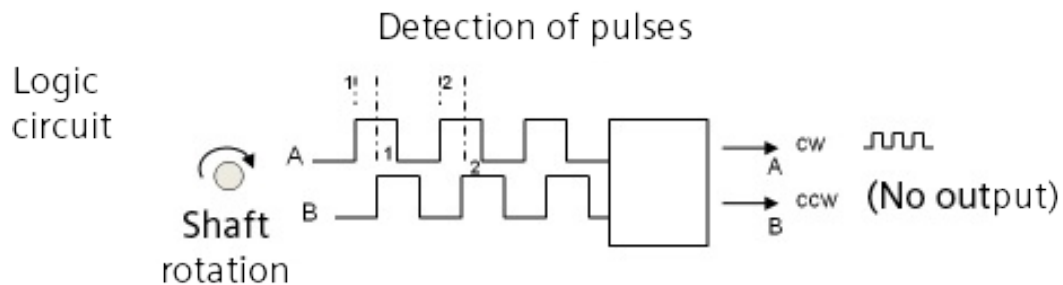 Detection of pulses
Logic
circuit
1
2
A
1
2
B
Shaft
rotation
cw
A
ccw
B
(No output)